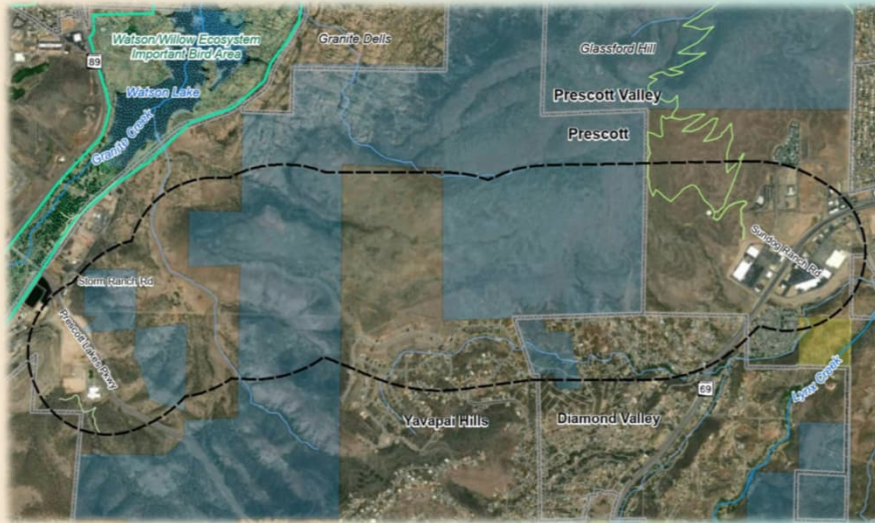 Watson/Willow Ecosystem
Important Bird Area
Granite Dells
Glassford Hill
89
Watson Lake
Prescott Valley
Granite Creek
Prescott
Sundog Ranch Rd
Storm Ranch Rd
Prescott Lakes Pkwy
Lynx Creek
69
Yavapai Hills
Diamond Valley